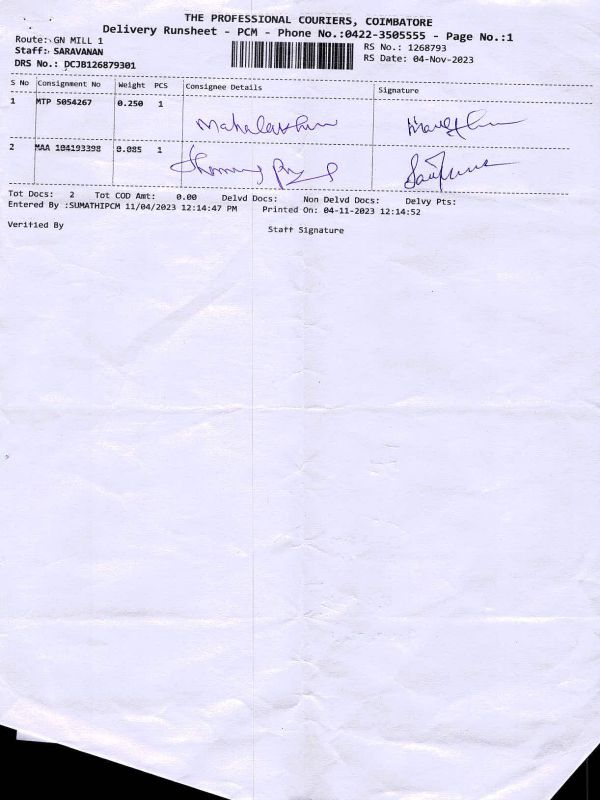 THE PROFESSIONAL COURIERS, COIMBATORE
Delivery Runsheet - PCM - Phone No.:0422-3505555 - Page No.:1
Route: GN MILL 1
RS No.: 1268793
Staff: SARAVANAN
RS Date: 04-Nov-2023
DRS No.: DCJB126879301
S No Consignment No Weight PCS Consignee Details Signature
1 MTP 5054267 0.250 1
Mahalakshmi
2 MAA 104193398 0.085 1
Tot Docs: 2 Tot COD Amt: 0.00 Delvd Docs: Non Delvd Docs: Delvy Pts:
Entered By :SUMATHIPCM 11/04/2023 12:14:47 PM Printed On: 04-11-2023 12:14:52
Verified By Staff Signature